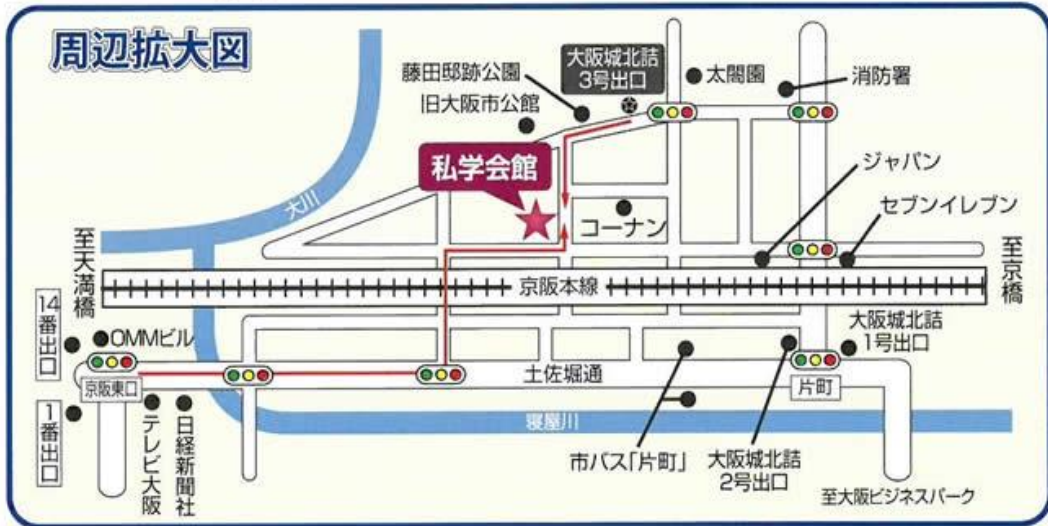 周辺拡大図
大阪城北詰
3号出口
太閤園
消防署
藤田邸跡公園
旧大阪市公館
私学会館
ジャパン
セブンイレブン
コーナン
大川
至天満橋
至京橋
京阪本線
14番出口
OMMビル
大阪城北詰
1号出口
京阪東口
土佐堀通
片町
1番出口
テレビ大阪
日経新聞社
寝屋川
市バス「片町」
大阪城北詰
2号出口
至大阪ビジネスパーク